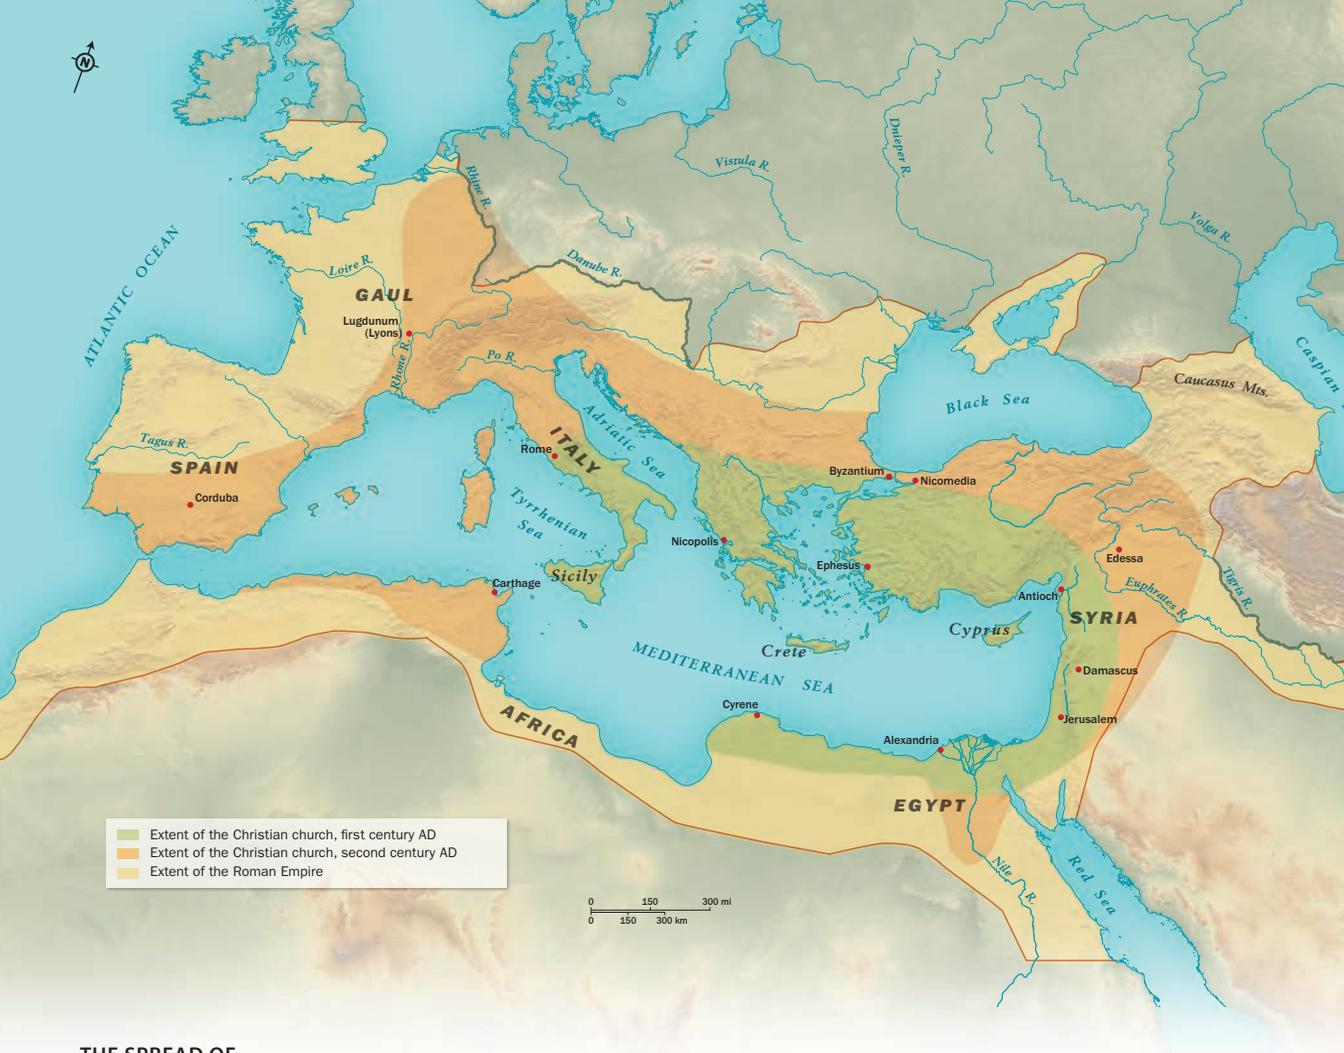 N
Dnieper R.
Vistula R.
Rhine R.
Volga R.
ATLANTIC OCEAN
Danube R.
Loire R.
GAUL
Lugdunum
(Lyons)
Rhone R.
Po R.
Caspian
Caucasus Mts.
Black Sea
Adriatic Sea
ITALY
Tagus R.
SPAIN
Corduba
Rome
Byzantium
Nicomedia
Tyrrhenian
Sea
Nicopolis
Ephesus
Edessa
Euphrates R.
Tigris R.
Carthage
Sicily
Antioch
SYRIA
Cyprus
Crete
MEDITERRANEAN SEA
Damascus
Cyrene
Jerusalem
AFRICA
Alexandria
EGYPT
Nile R.
Red Sea
Extent of the Christian church, first century AD
Extent of the Christian church, second century AD
Extent of the Roman Empire
0 150 300 mi
0 150 300 km
THE SPREAD OF